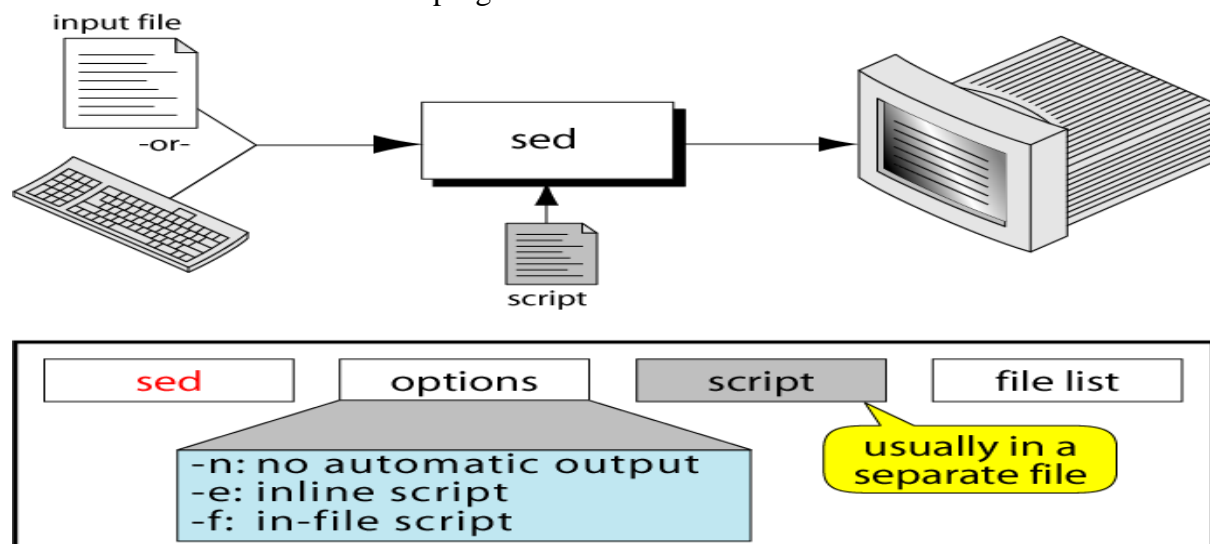 input file
-or-
sed
script
sed options script file list
usually in a
separate file
-n: no automatic output
-e: inline script
-f: in-file script